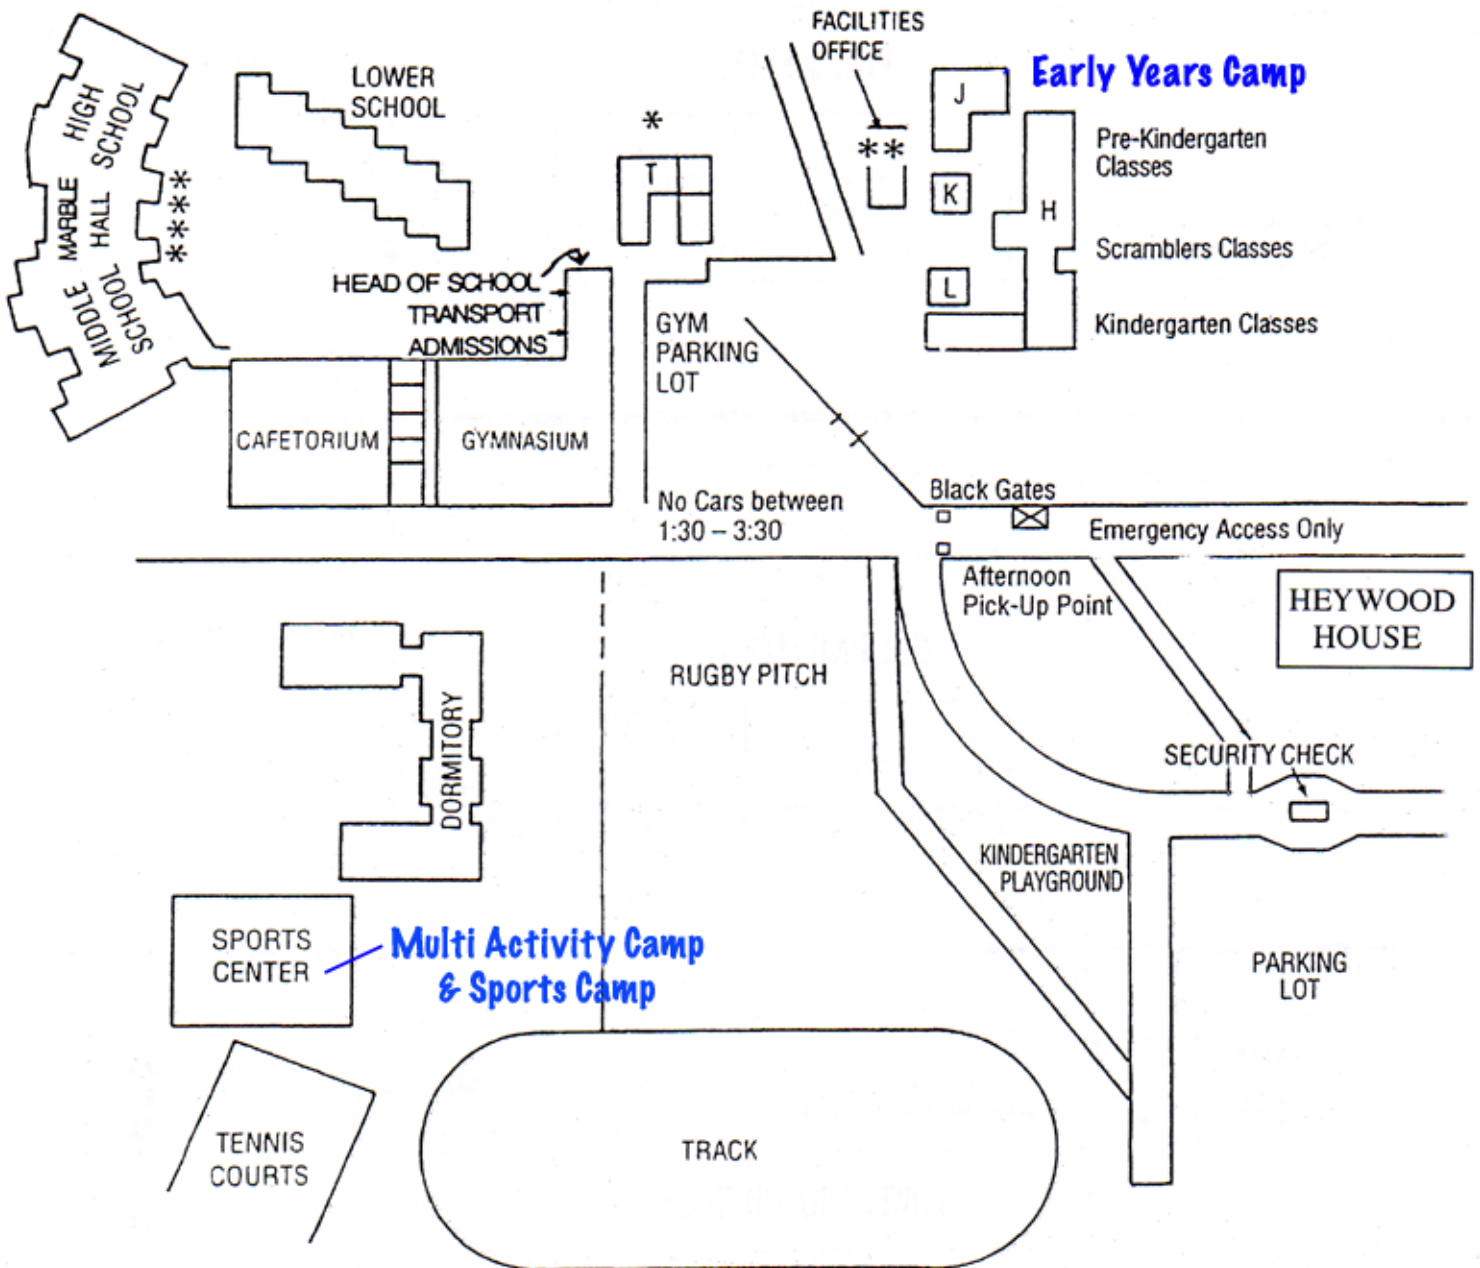 FACILITIES
OFFICE
Early Years Camp
HIGH
SCHOOL
LOWER
SCHOOL
*
**
J
Pre-Kindergarten
Classes
T
K
H
****
MARBLE
HALL
Scramblers Classes
MIDDLE
SCHOOL
HEAD OF SCHOOL
TRANSPORT
ADMISSIONS
L
GYM
PARKING
LOT
Kindergarten Classes
CAFETORIUM
GYMNASIUM
No Cars between
1:30 – 3:30
Black Gates
Emergency Access Only
Afternoon
Pick-Up Point
HEYWOOD
HOUSE
RUGBY PITCH
DORMITORY
SECURITY CHECK
KINDERGARTEN
PLAYGROUND
SPORTS
CENTER
Multi Activity Camp
& Sports Camp
PARKING
LOT
TENNIS
COURTS
TRACK